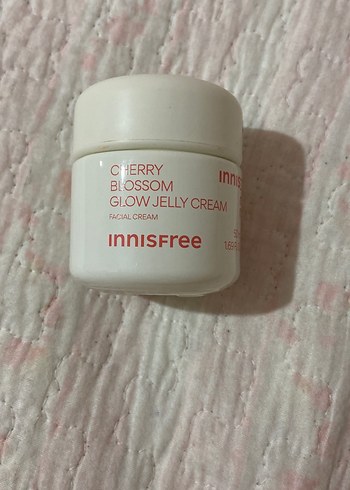 CHERRY
BLOSSOM
GLOW JELLY CREAM
FACIAL CREAM
INNISFree